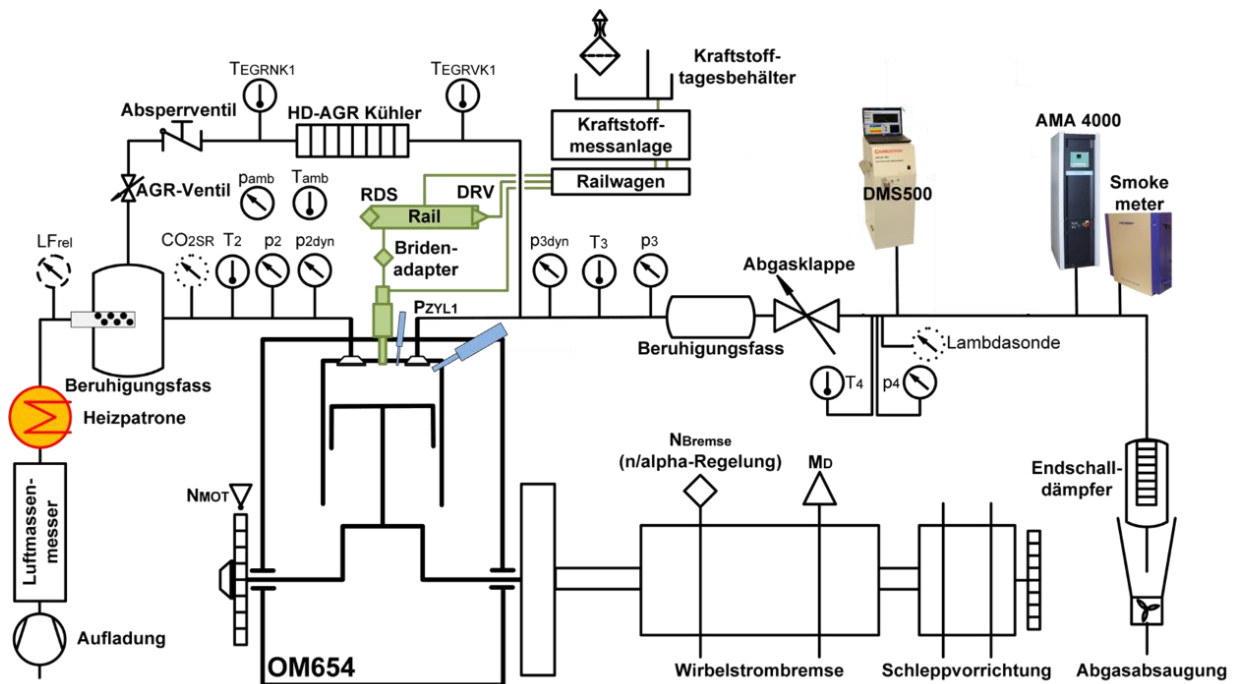 TEGRNK1
TEGRVK1
Kraftstoff-
tagesbehälter
Absperrventil
HD-AGR Kühler
Kraftstoff-
messanlage
AMA 4000
AGR-Ventil
pamb
Tamb
RDS
DRV
Railwagen
DMS500
Smoke
meter
Rail
LFrel
CO2SR
T2
p2
p2dyn
Briden-
adapter
p3dyn
T3
p3
Abgasklappe
PZYL1
Lambdasonde
Beruhigungsfass
Beruhigungsfass
T4
p4
Heizpatrone
NBremse
(n/alpha-Regelung)
MD
Endschall-
dämpfer
NMOT
Luftmassen-
messer
Aufladung
OM654
Wirbelstrombremse
Schleppvorrichtung
Abgasabsaugung